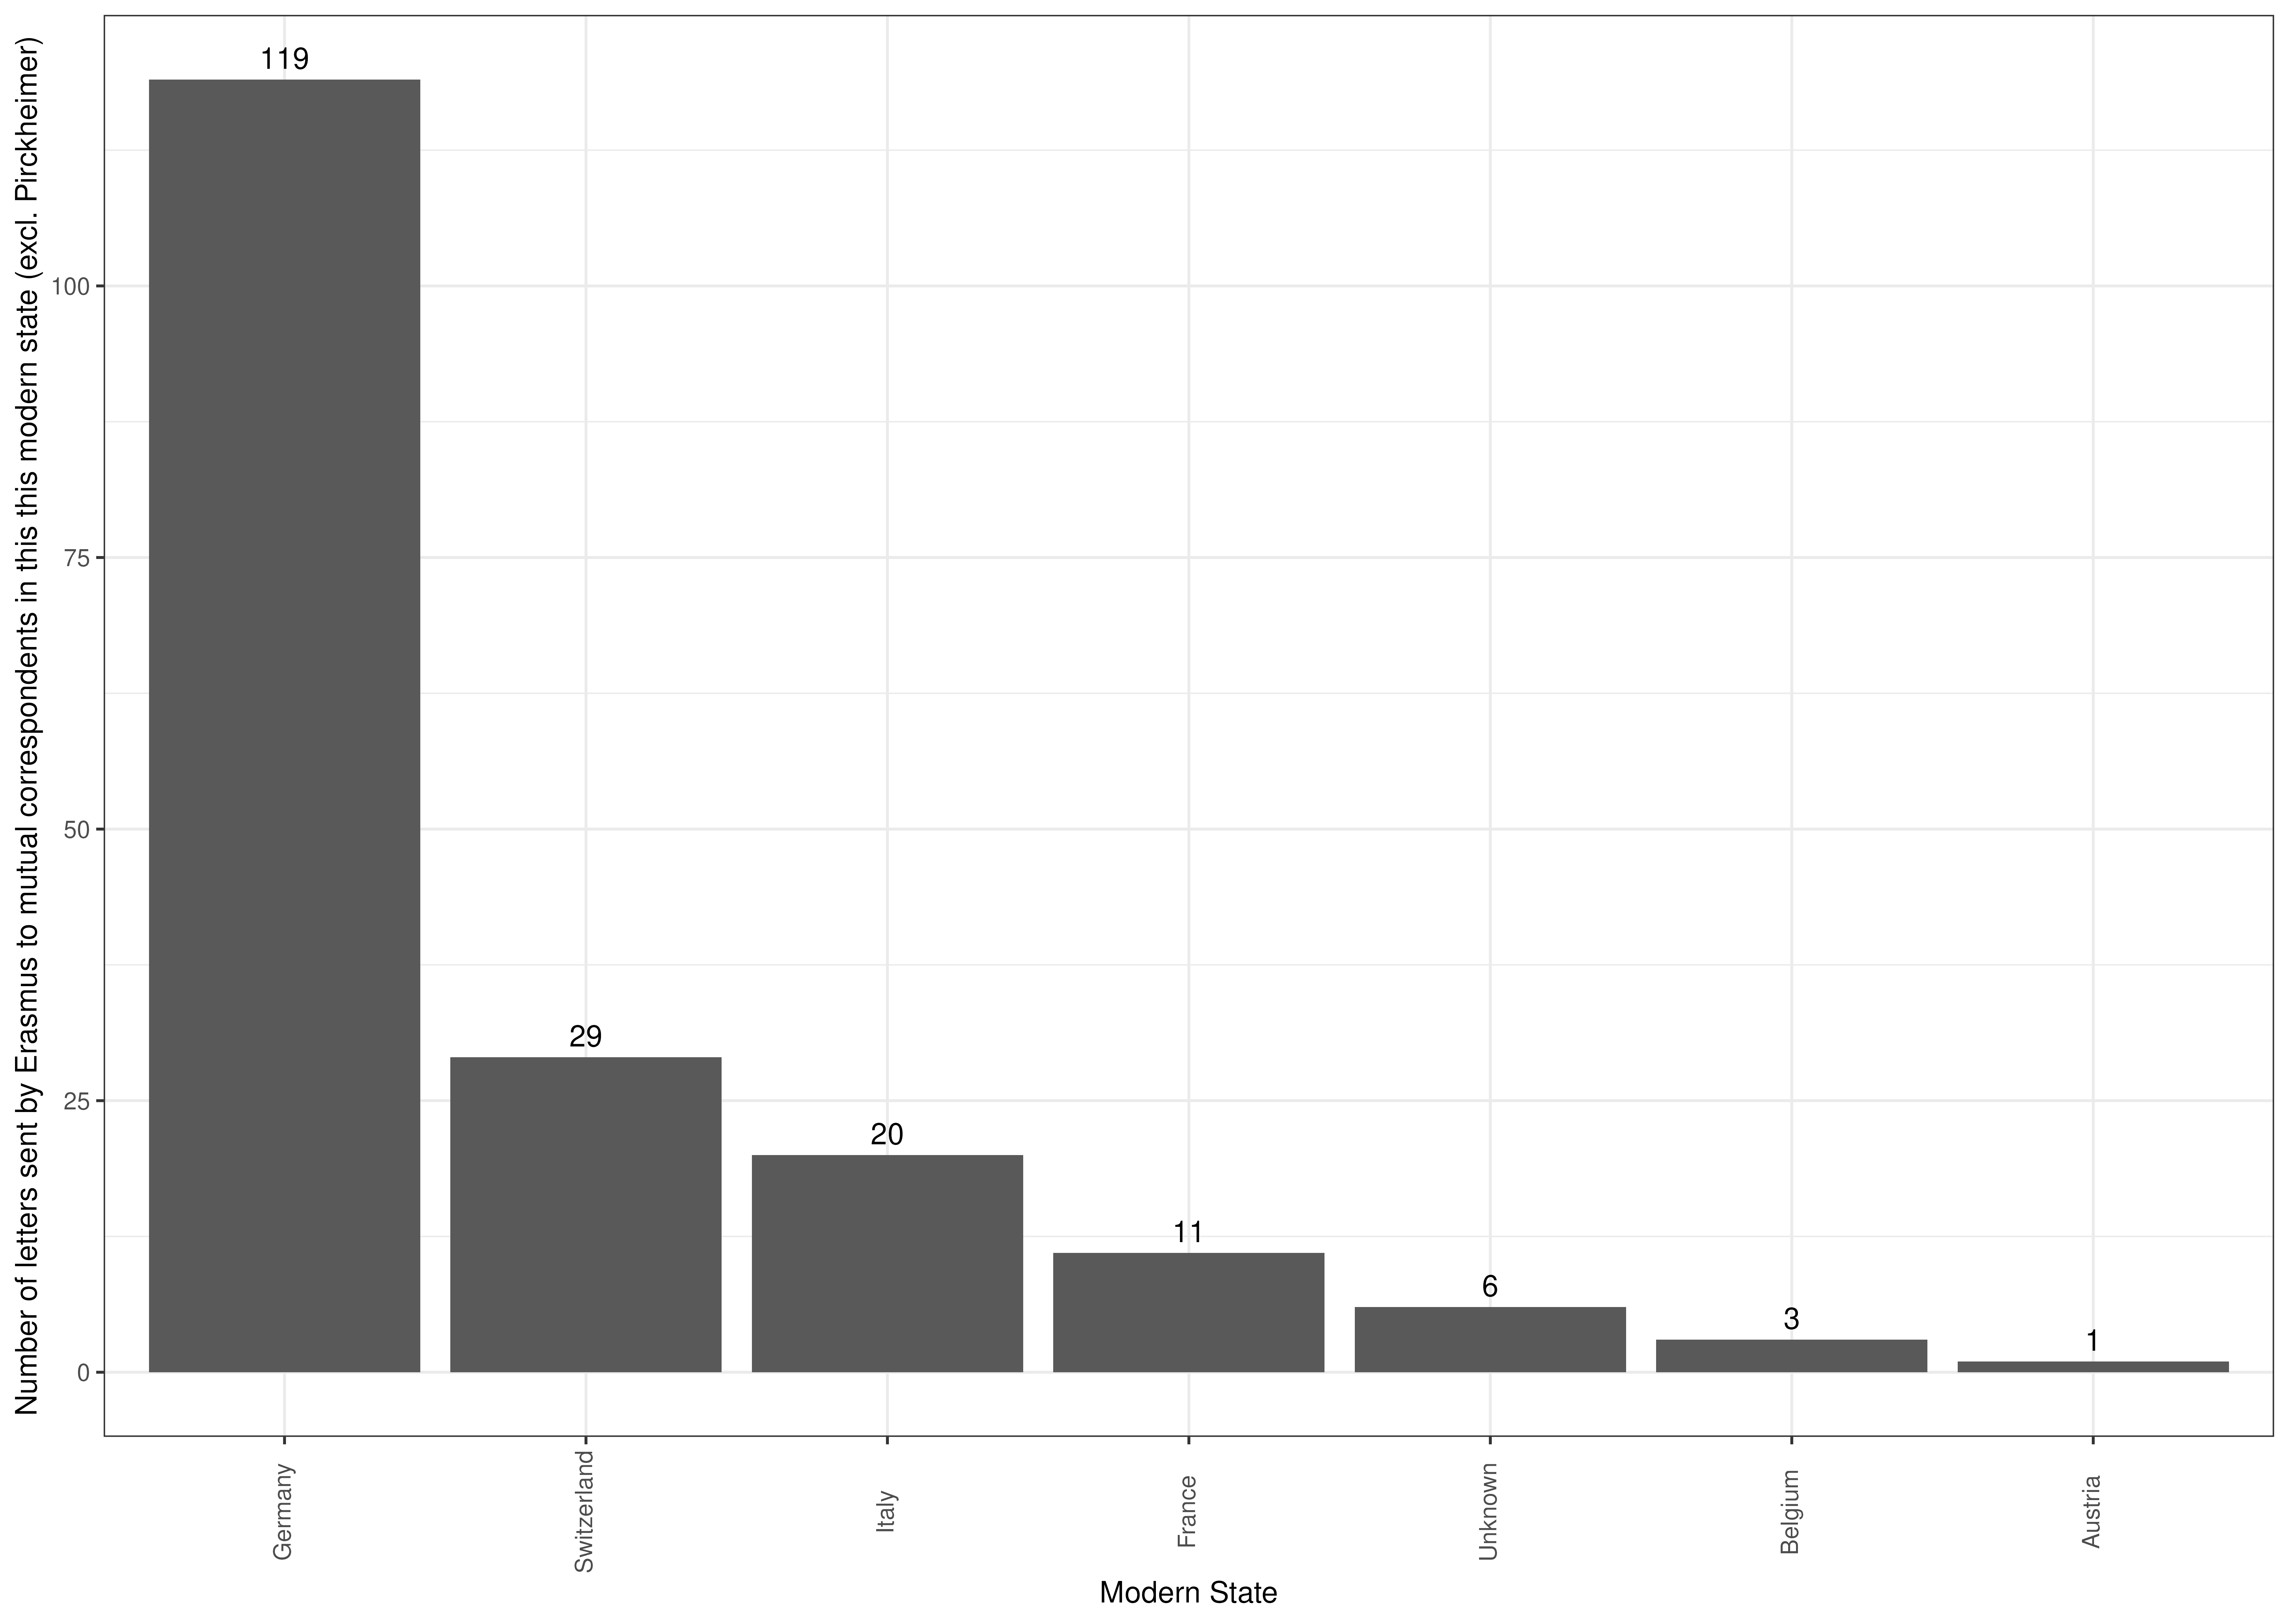 Number of letters sent by Erasmus to mutual correspondents in this this modern state (excl. Pirckheimer)
100
75
50
25
0
119
29
20
11
6
3
1
Germany
Switzerland
Italy
France
Unknown
Belgium
Austria
Modern State